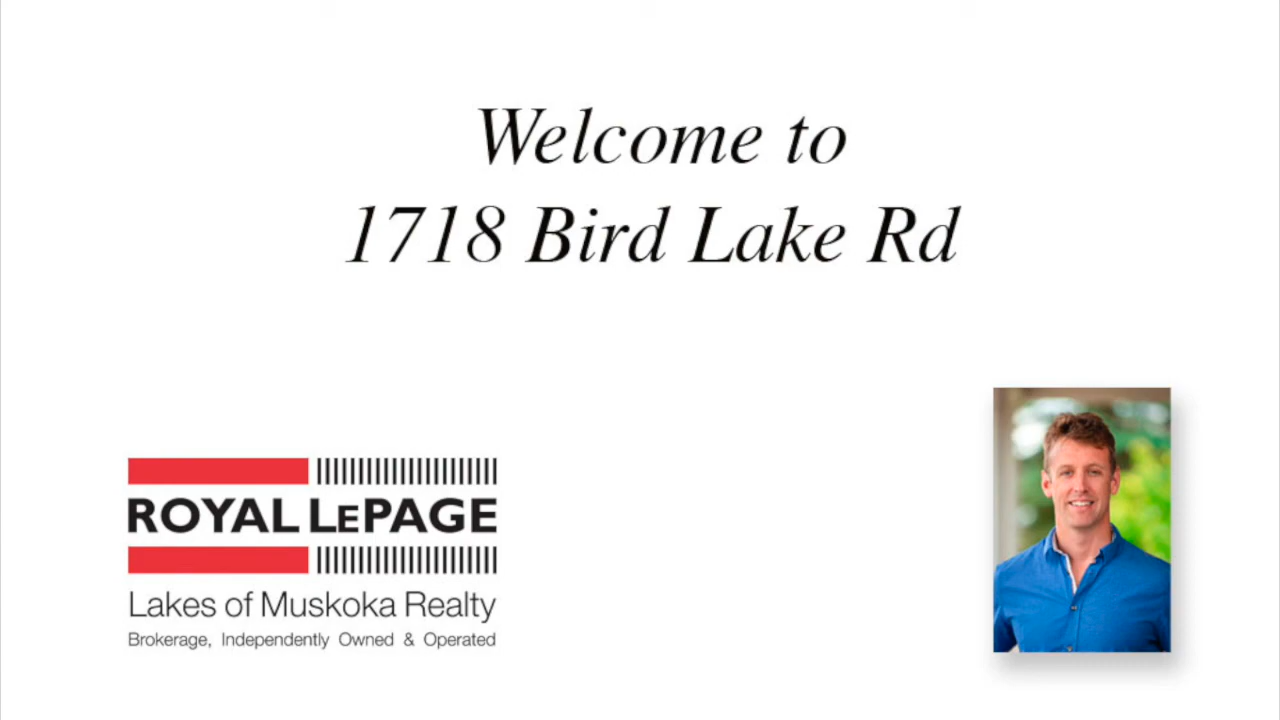 Welcome to
1718 Bird Lake Rd
ROYAL LEPAGE
Lakes of Muskoka Realty
Brokerage, Independently Owned & Operated